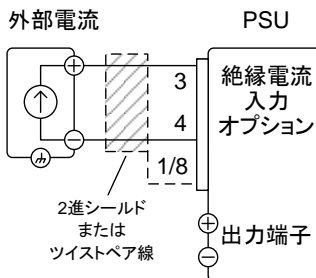 外部電流
PSU
+
3
絶縁電流
入力
オプション
4
−
1/8
2進シールド
または
ツイストペア線
+
出力端子
−